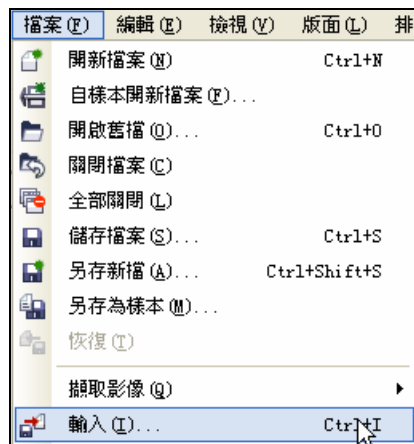 檔案(F) 編輯(E) 檢視(V) 版面(L) 排
開新檔案(N) Ctrl+N
自樣本開新檔案(F)...
開啟舊檔(O)... Ctrl+O
關閉檔案(C)
全部關閉(L)
儲存檔案(S)... Ctrl+S
另存新檔(A)... Ctrl+Shift+S
另存為樣本(M)...
恢復(T)
擷取影像(Q)
輸入(I)... Ctrl+I